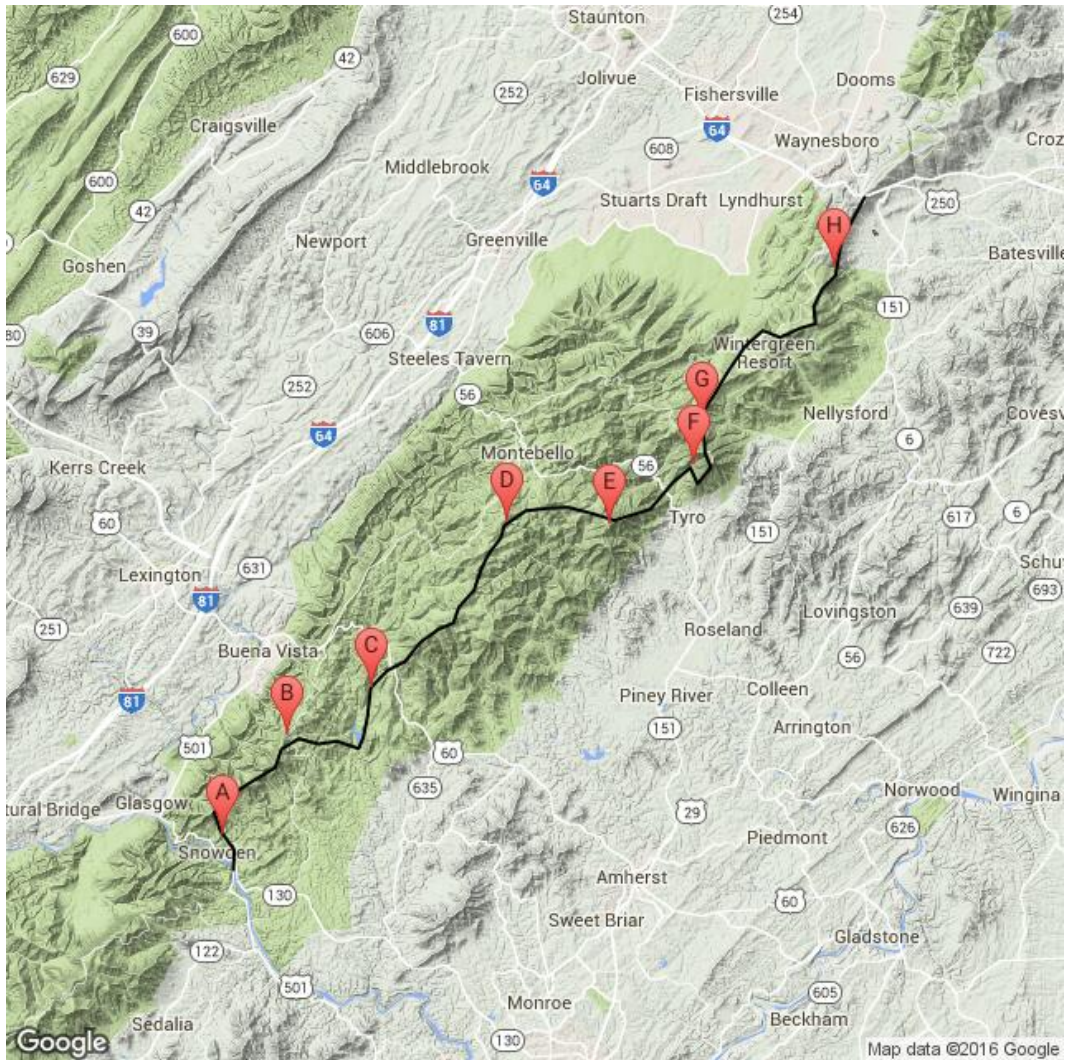 Staunton
254
600
629
42
Jolivue
Dooms
252
Fishersville
Craigsville
64
Waynesboro
608
Croz
Middlebrook
64
600
Stuarts Draft
Lyndhurst
250
42
H
Newport
Greenville
Goshen
Batesville
151
80
39
606
81
Wintergreen
Resort
Steeles Tavern
252
G
56
Nellysford
Covesv
F
6
64
Montebello
Kerrs Creek
56
D
E
60
Tyro
617
6
151
631
Schu
Lexington
693
81
Lovingston
639
251
Roseland
Buena Vista
C
56
722
81
Piney River
Colleen
B
151
Arrington
501
60
635
A
Norwood
tural Bridge
Glasgow
Wingina
29
626
Piedmont
Snowden
Amherst
130
60
Sweet Briar
Gladstone
122
501
605
Monroe
Beckham
Sedalia
130
Google
Map data ©2016 Google